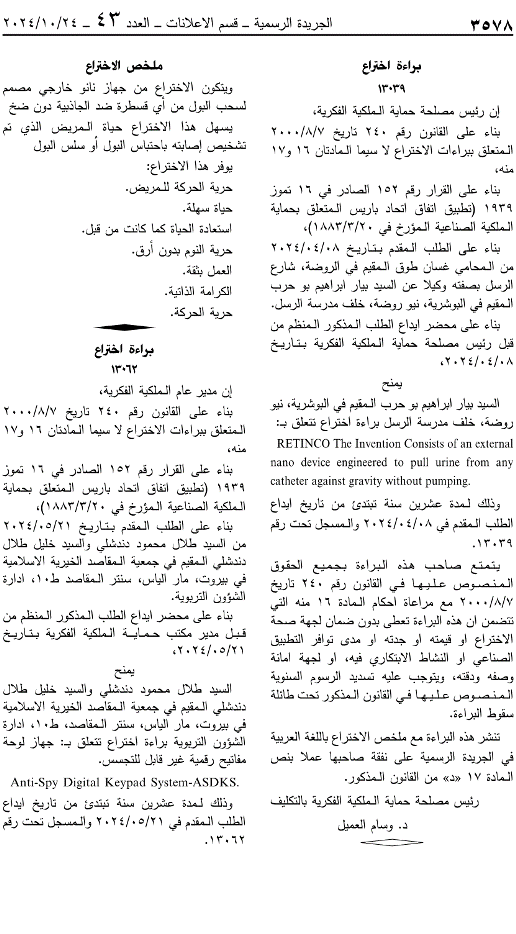 ٣٥٧٨
الجريدة الرسمية ـ قسم الاعلانات ـ العدد ٤٣ ـ ٢٠٢٤/١٠/٢٤
براءة اختراع
١٣٠٣٩
إن رئيس مصلحة حماية الملكية الفكرية،
بناء على القانون رقم ٢٤٠ تاريخ ٢٠٠٠/٨/٧
المتعلق ببراءات الاختراع لا سيما المادتان ١٦ و١٧
منه،
بناء على القرار رقم ١٥٢ الصادر في ١٦ تموز
١٩٣٩ (تطبيق اتفاق اتحاد باريس المتعلق بحماية
الملكية الصناعية المؤرخ في ١٨٨٣/٣/٢٠)،
بناء على الطلب المقدم بتاريخ ٢٠٢٤/٠٤/٠٨
من المحامي غسان طوق المقيم في الروضة، شارع
الرسل بصفته وكيلا عن السيد بيار ابراهيم بو حرب
المقيم في البوشرية، نيو روضة، خلف مدرسة الرسل.
بناء على محضر ايداع الطلب المذكور المنظم من
قبل رئيس مصلحة حماية الملكية الفكرية بتاريخ
٢٠٢٤/٠٤/٠٨،
يمنح
السيد بيار ابراهيم بو حرب المقيم في البوشرية، نيو
روضة، خلف مدرسة الرسل براءة اختراع تتعلق بـ:
RETINCO The Invention Consists of an external
nano device engineered to pull urine from any
catheter against gravity without pumping.
وذلك لمدة عشرين سنة تبتدئ من تاريخ ايداع
الطلب المقدم في ٢٠٢٤/٠٤/٠٨ والمسجل تحت رقم
١٣٠٣٩.
يتمتع صاحب هذه البراءة بجميع الحقوق
المنصوص عليها في القانون رقم ٢٤٠ تاريخ
٢٠٠٠/٨/٧ مع مراعاة احكام المادة ١٦ منه التي
تتضمن ان هذه البراءة تعطى بدون ضمان لجهة صحة
الاختراع او قيمته او جدته او مدى توافر التطبيق
الصناعي او النشاط الابتكاري فيه، او لجهة امانة
وصفه ودقته، ويتوجب عليه تسديد الرسوم السنوية
المنصوص عليها في القانون المذكور تحت طائلة
سقوط البراءة.
تنشر هذه البراءة مع ملخص الاختراع باللغة العربية
في الجريدة الرسمية على نفقة صاحبها عملا بنص
المادة ١٧ «د» من القانون المذكور.
رئيس مصلحة حماية الملكية الفكرية بالتكليف
د. وسام العميل
ملخص الاختراع
ويتكون الاختراع من جهاز نانو خارجي مصمم
لسحب البول من أي قسطرة ضد الجاذبية دون ضخ
يسهل هذا الاختراع حياة المريض الذي تم
تشخيص إصابته باحتباس البول أو سلس البول
يوفر هذا الاختراع:
حرية الحركة للمريض.
حياة سهلة.
استعادة الحياة كما كانت من قبل.
حرية النوم بدون أرق.
العمل بثقة.
الكرامة الذاتية.
حرية الحركة.
براءة اختراع
١٣٠٦٢
إن مدير عام الملكية الفكرية،
بناء على القانون رقم ٢٤٠ تاريخ ٢٠٠٠/٨/٧
المتعلق ببراءات الاختراع لا سيما المادتان ١٦ و١٧
منه،
بناء على القرار رقم ١٥٢ الصادر في ١٦ تموز
١٩٣٩ (تطبيق اتفاق اتحاد باريس المتعلق بحماية
الملكية الصناعية المؤرخ في ١٨٨٣/٣/٢٠)،
بناء على الطلب المقدم بتاريخ ٢٠٢٤/٠٥/٢١
من السيد طلال محمود دندشلي والسيد خليل طلال
دندشلي المقيم في جمعية المقاصد الخيرية الاسلامية
في بيروت، مار الياس، سنتر المقاصد ط١٠، ادارة
الشؤون التربوية.
بناء على محضر ايداع الطلب المذكور المنظم من
قبل مدير مكتب حماية الملكية الفكرية بتاريخ
٢٠٢٤/٠٥/٢١،
يمنح
السيد طلال محمود دندشلي والسيد خليل طلال
دندشلي المقيم في جمعية المقاصد الخيرية الاسلامية
في بيروت، مار الياس، سنتر المقاصد، ط١٠، ادارة
الشؤون التربوية براءة اختراع تتعلق بـ: جهاز لوحة
مفاتيح رقمية غير قابل للتجسس.
Anti-Spy Digital Keypad System-ASDKS.
وذلك لمدة عشرين سنة تبتدئ من تاريخ ايداع
الطلب المقدم في ٢٠٢٤/٠٥/٢١ والمسجل تحت رقم
١٣٠٦٢.